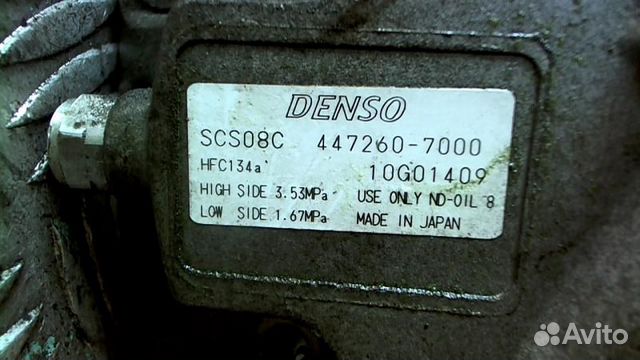 DENSO
SCS08C 447260-7000
HFC134a 10G01409
HIGH SIDE 3.53MPa USE ONLY ND-OIL 8
LOW SIDE 1.67MPa MADE IN JAPAN
Avito